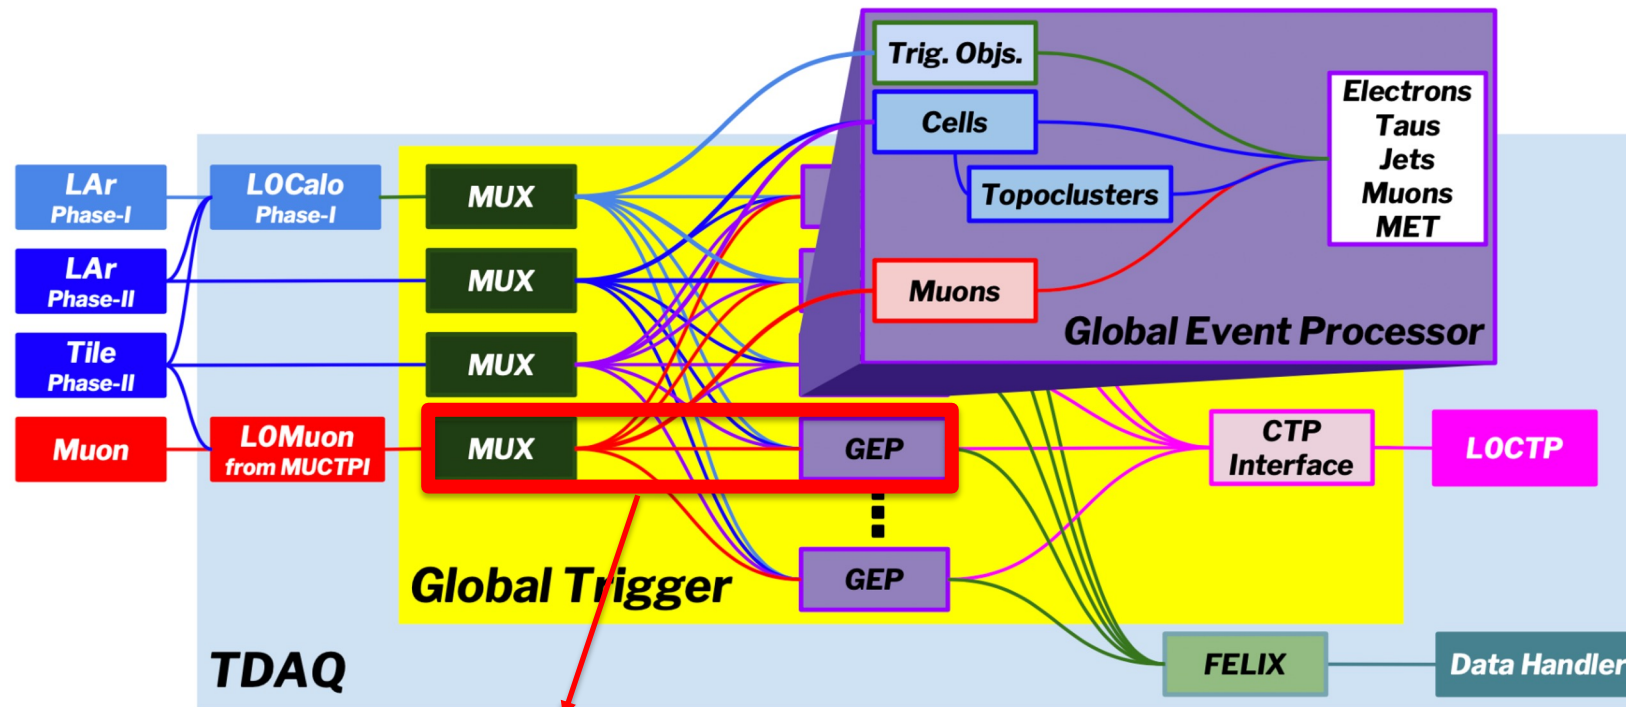 Trig. Objs.
Cells
Topoclusters
Muons
Electrons
Taus
Jets
Muons
MET
Global Event Processor
LAr
Phase-I
L0Calo
Phase-I
MUX
LAr
Phase-II
MUX
Tile
Phase-II
MUX
Muon
L0Muon
from MUCTPI
MUX
GEP
CTP
Interface
L0CTP
GEP
Global Trigger
TDAQ
FELIX
Data Handler